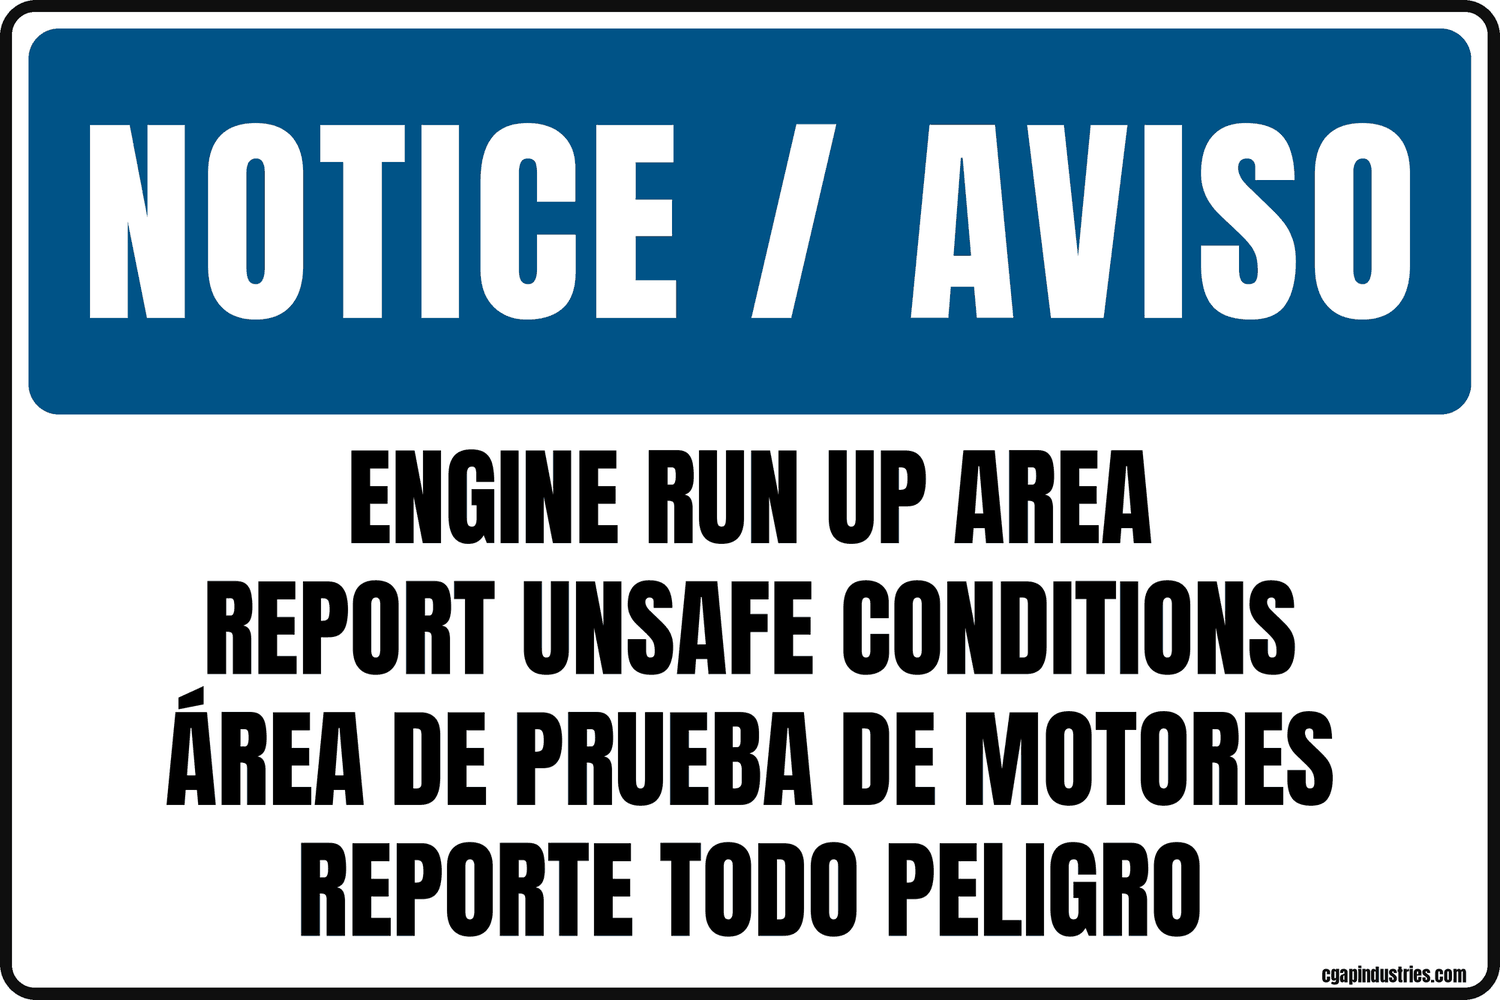 NOTICE / AVISO
ENGINE RUN UP AREA
REPORT UNSAFE CONDITIONS
ÁREA DE PRUEBA DE MOTORES
REPORTE TODO PELIGRO
cgapindustries.com